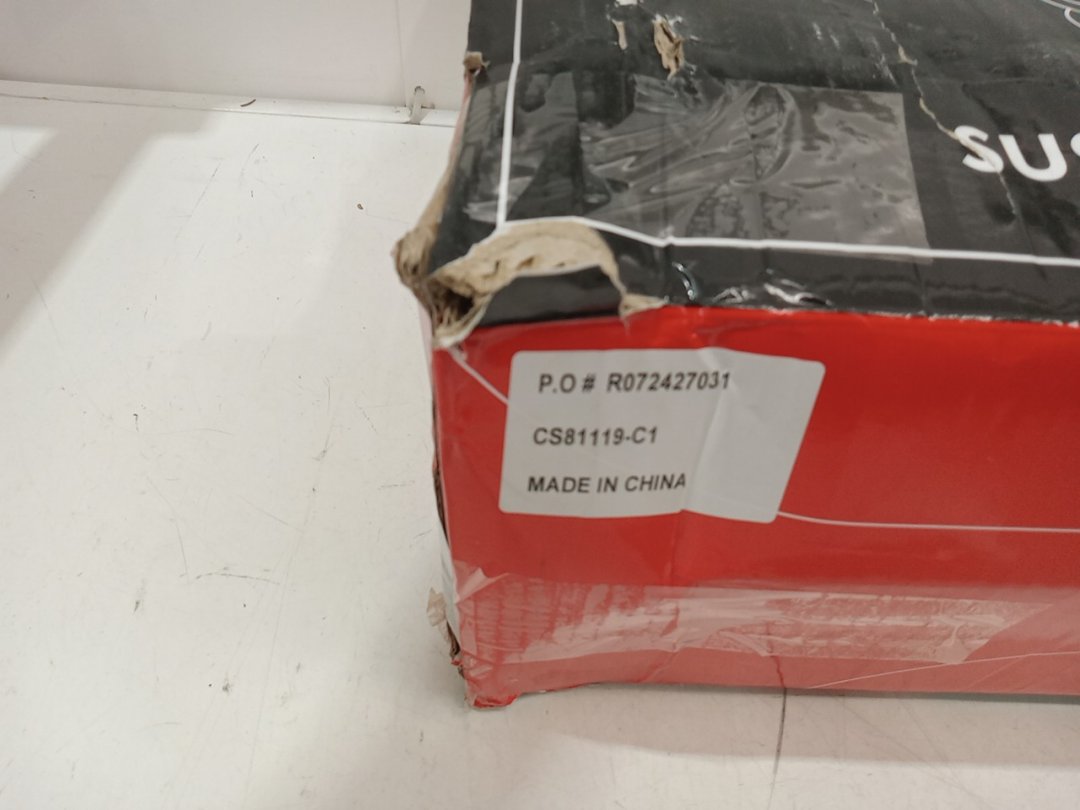 P.O # R072427031
CS81119-C1
MADE IN CHINA